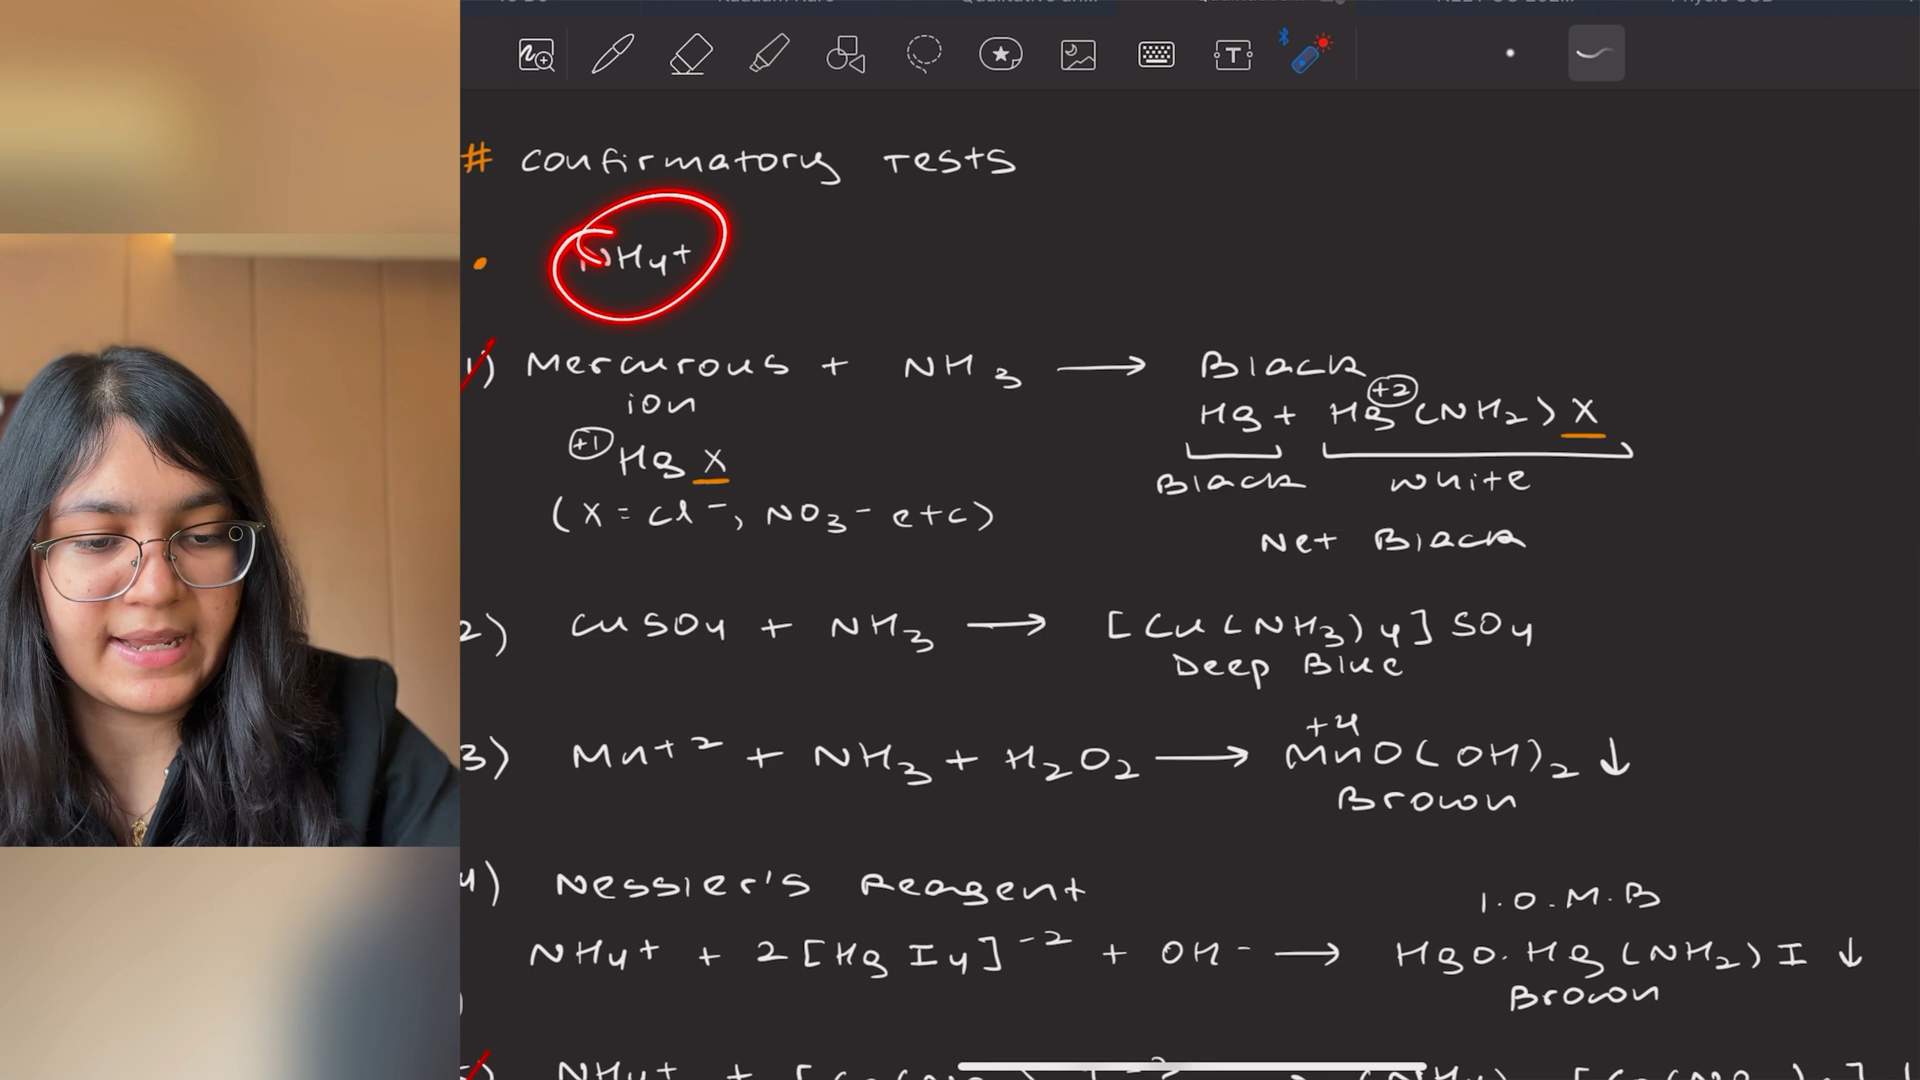 # Confirmatory Tests
• NH4+
1) Mercurous + NH3 → Black
ion
Hg + Hg+2(NH2)X
+1 Hg X
Black White
(X = Cl-, NO3- etc)
Net Black
2) CuSO4 + NH3 → [Cu(NH3)4]SO4
Deep Blue
+4
3) Mn+2 + NH3 + H2O2 → MnO(OH)2 ↓
Brown
4) Nessler's Reagent
I.O.M.B
NH4+ + 2[HgI4]-2 + OH- → HgO.Hg(NH2)I ↓
Brown